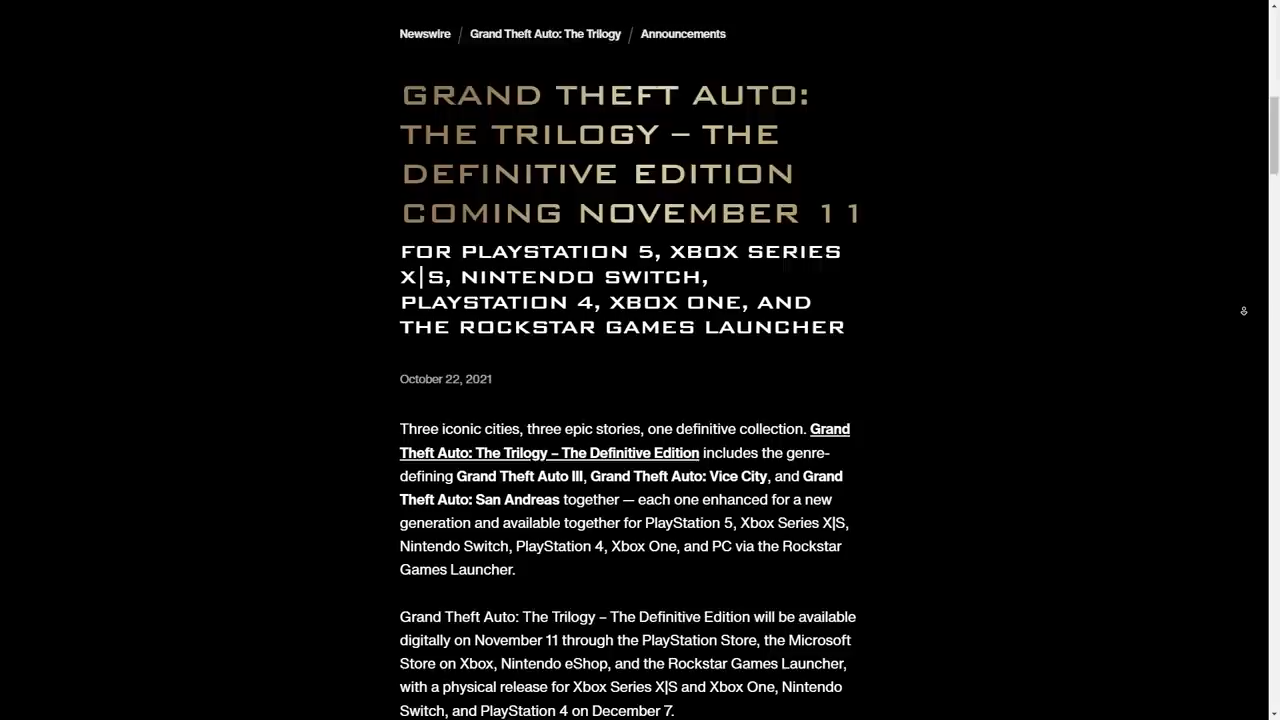 Newswire / Grand Theft Auto: The Trilogy / Announcements
GRAND THEFT AUTO:
THE TRILOGY – THE
DEFINITIVE EDITION
COMING NOVEMBER 11
FOR PLAYSTATION 5, XBOX SERIES
X|S, NINTENDO SWITCH,
PLAYSTATION 4, XBOX ONE, AND
THE ROCKSTAR GAMES LAUNCHER
October 22, 2021
Three iconic cities, three epic stories, one definitive collection. Grand
Theft Auto: The Trilogy – The Definitive Edition includes the genre-
defining Grand Theft Auto III, Grand Theft Auto: Vice City, and Grand
Theft Auto: San Andreas together — each one enhanced for a new
generation and available together for PlayStation 5, Xbox Series X|S,
Nintendo Switch, PlayStation 4, Xbox One, and PC via the Rockstar
Games Launcher.
Grand Theft Auto: The Trilogy – The Definitive Edition will be available
digitally on November 11 through the PlayStation Store, the Microsoft
Store on Xbox, Nintendo eShop, and the Rockstar Games Launcher,
with a physical release for Xbox Series X|S and Xbox One, Nintendo
Switch, and PlayStation 4 on December 7.